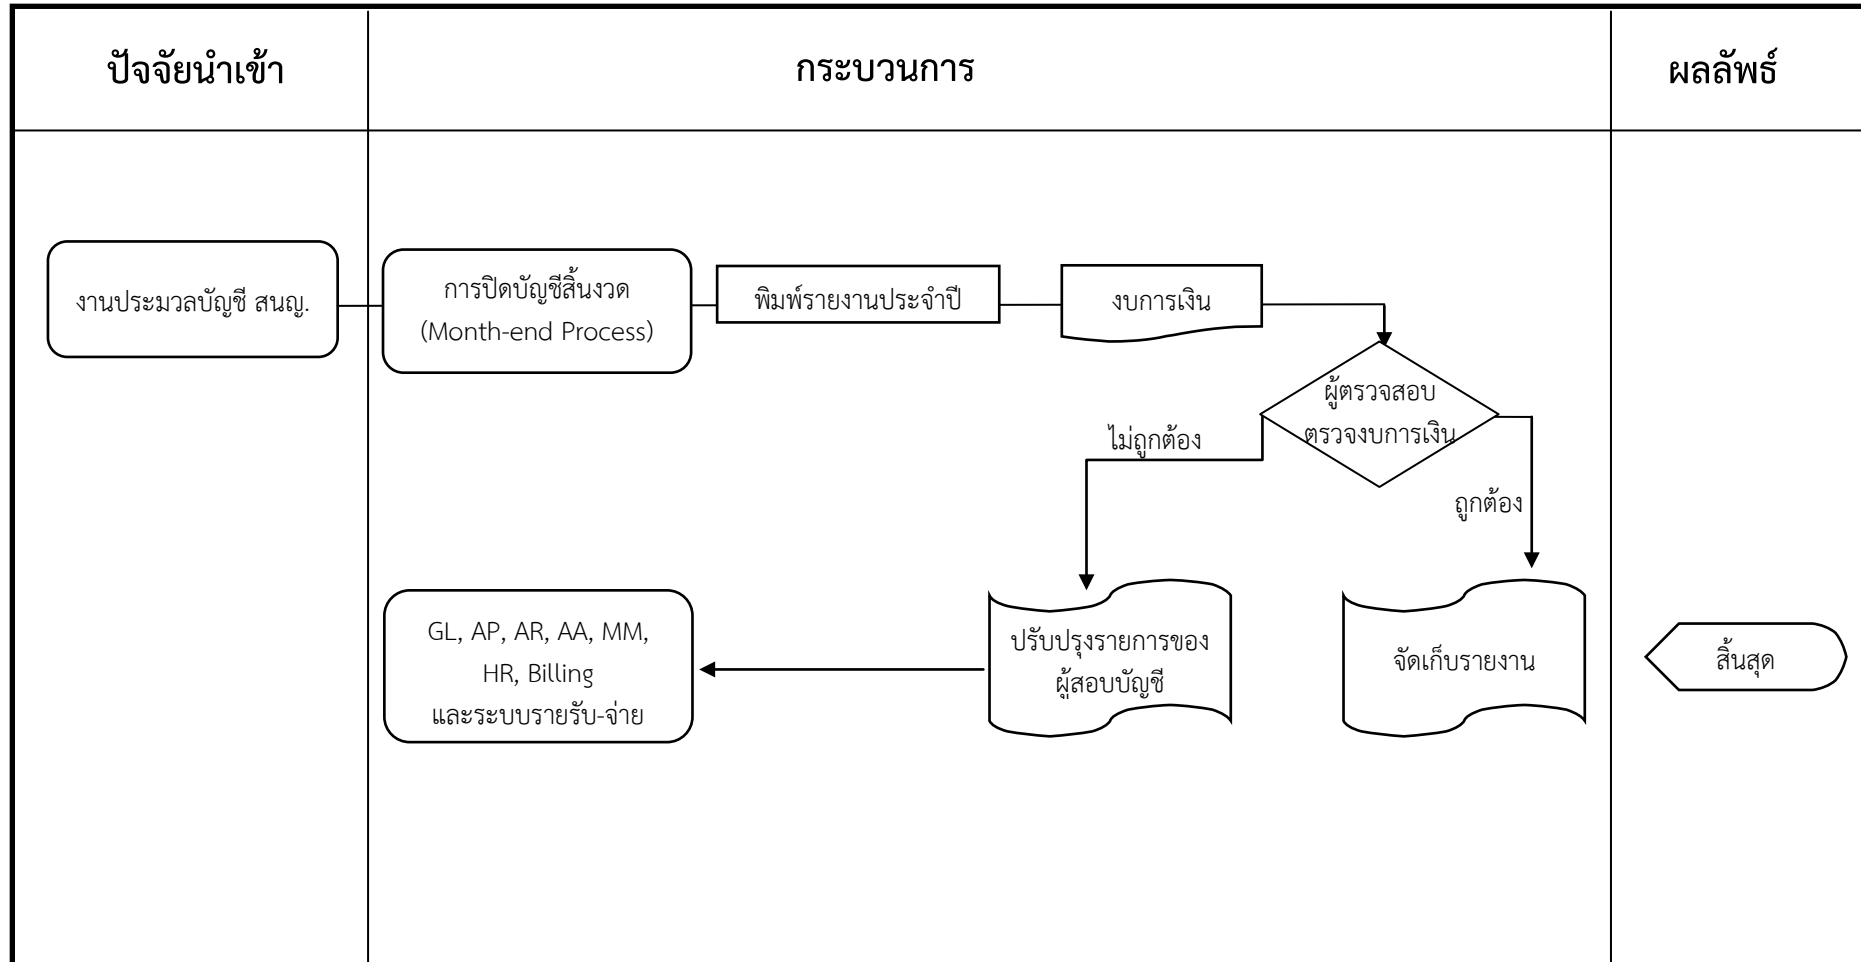 ปัจจัยนำเข้า
กระบวนการ
ผลลัพธ์
งานประมวลบัญชี สนญ.
การปิดบัญชีสิ้นงวด
(Month-end Process)
พิมพ์รายงานประจำปี
งบการเงิน
ผู้ตรวจสอบ
ตรวจงบการเงิน
ไม่ถูกต้อง
ถูกต้อง
GL, AP, AR, AA, MM,
HR, Billing
และระบบรายรับ-จ่าย
ปรับปรุงรายการของ
ผู้สอบบัญชี
จัดเก็บรายงาน
สิ้นสุด